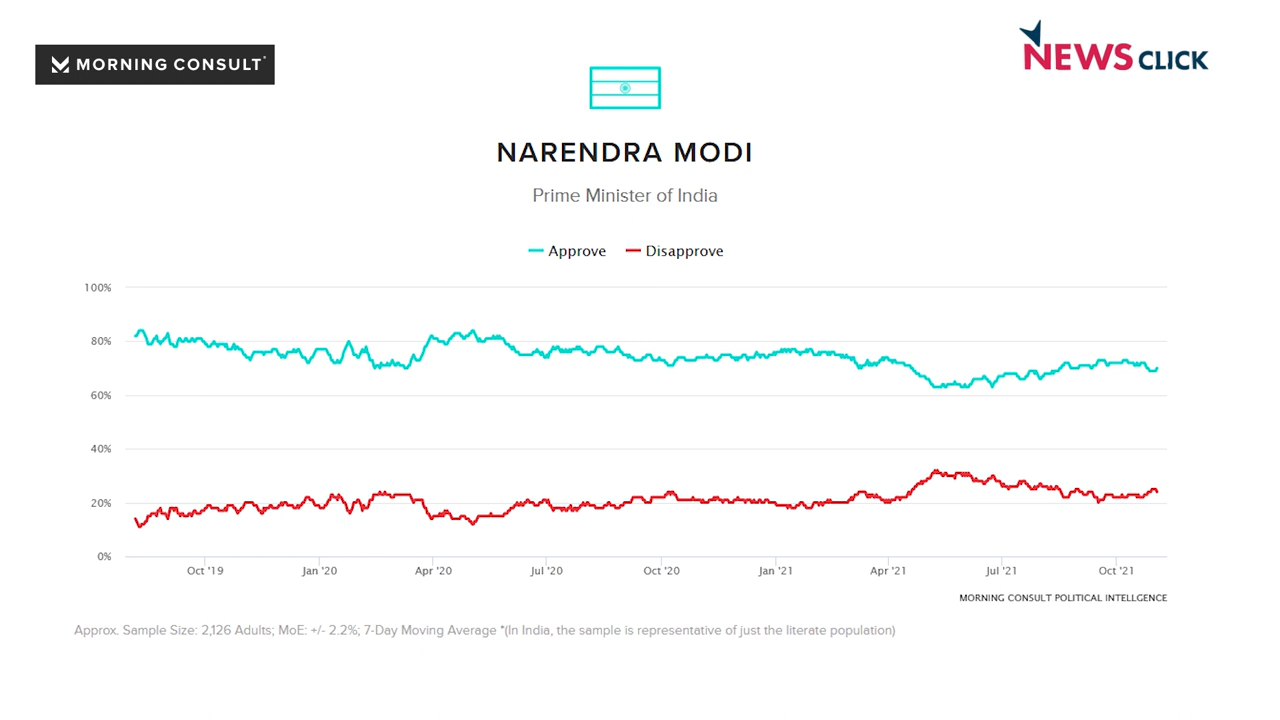 MORNING CONSULT
NEWS CLICK
NARENDRA MODI
Prime Minister of India
Approve Disapprove
100%
80%
60%
40%
20%
0%
Oct '19 Jan '20 Apr '20 Jul '20 Oct '20 Jan '21 Apr '21 Jul '21 Oct '21
MORNING CONSULT POLITICAL INTELLGENCE
Approx. Sample Size: 2,126 Adults; MoE: +/- 2.2%; 7-Day Moving Average *(In India, the sample is representative of just the literate population)